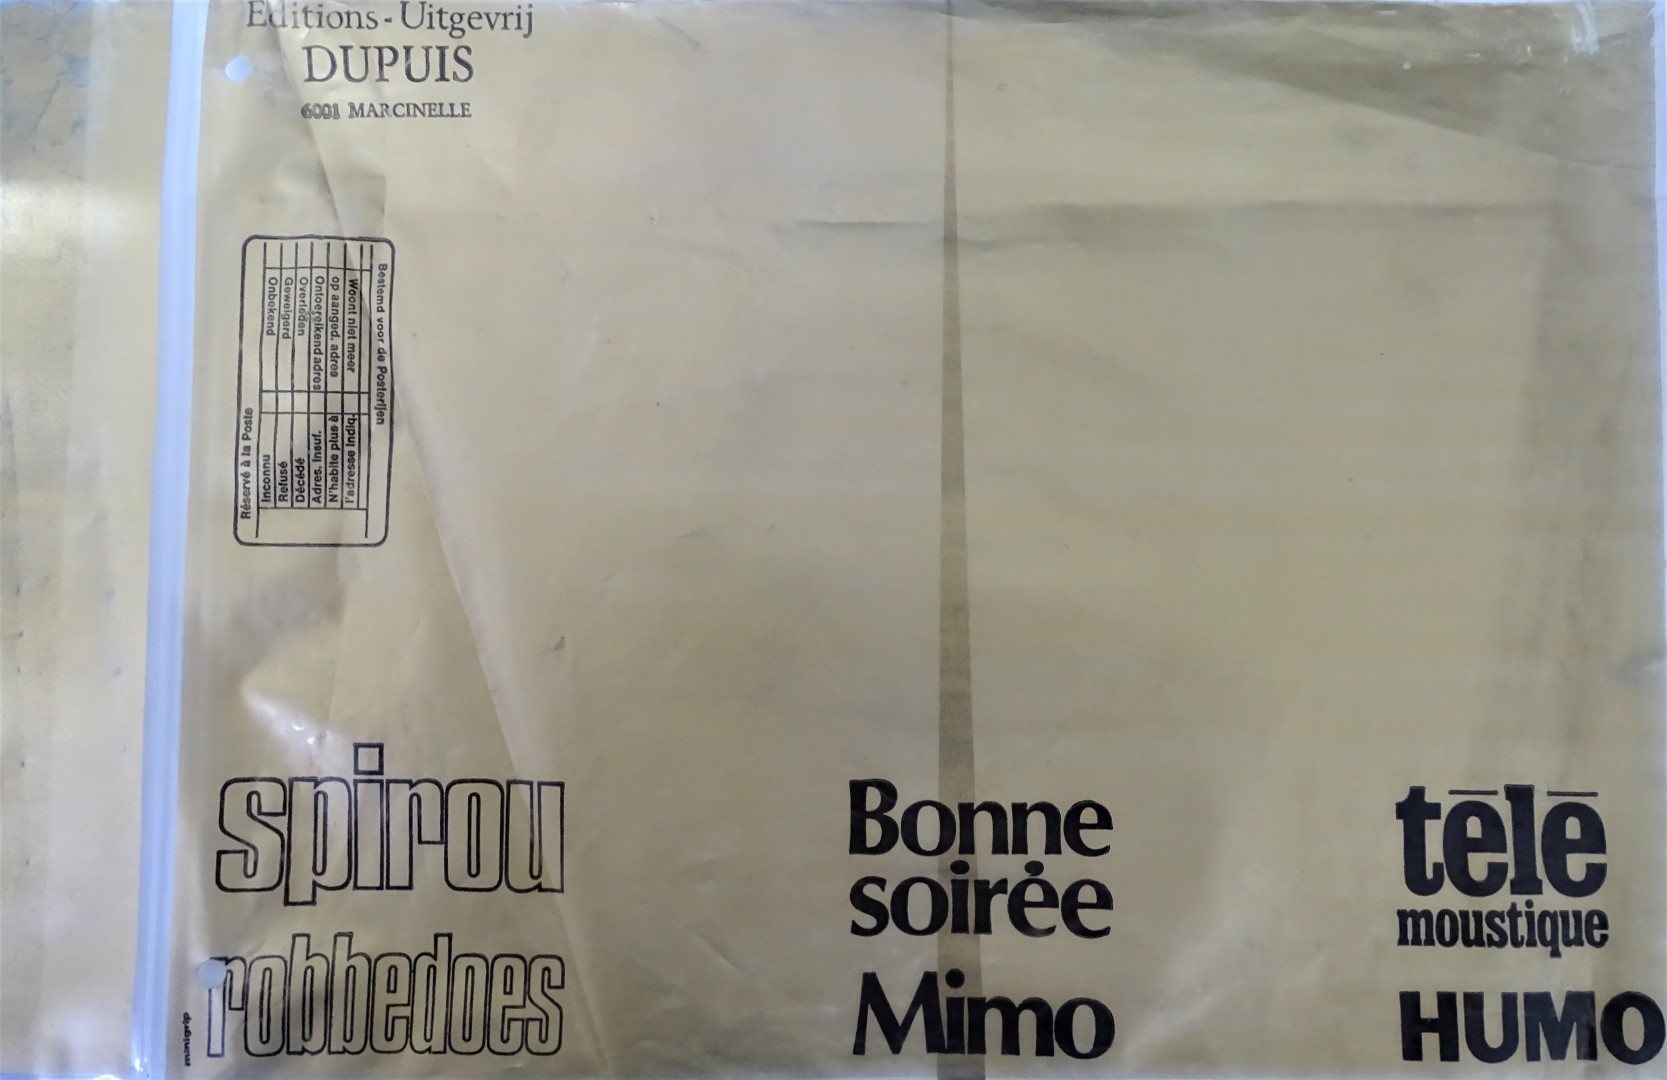 Editions - Uitgevrij
DUPUIS
6001 MARCINELLE
Bestemd voor de Posterijen
Woont niet meer
op aanged. adres
Ontoereikend adres
Overleden
Geweigerd
Onbekend
Réservé à la Poste
Inconnu
Refusé
Décédé
Adres. Insuf.
N'habite plus à
l'adresse Indiq.
spirou
robbedoes
minigrip
Bonne
soirée
Mimo
télé
moustique
HUMO